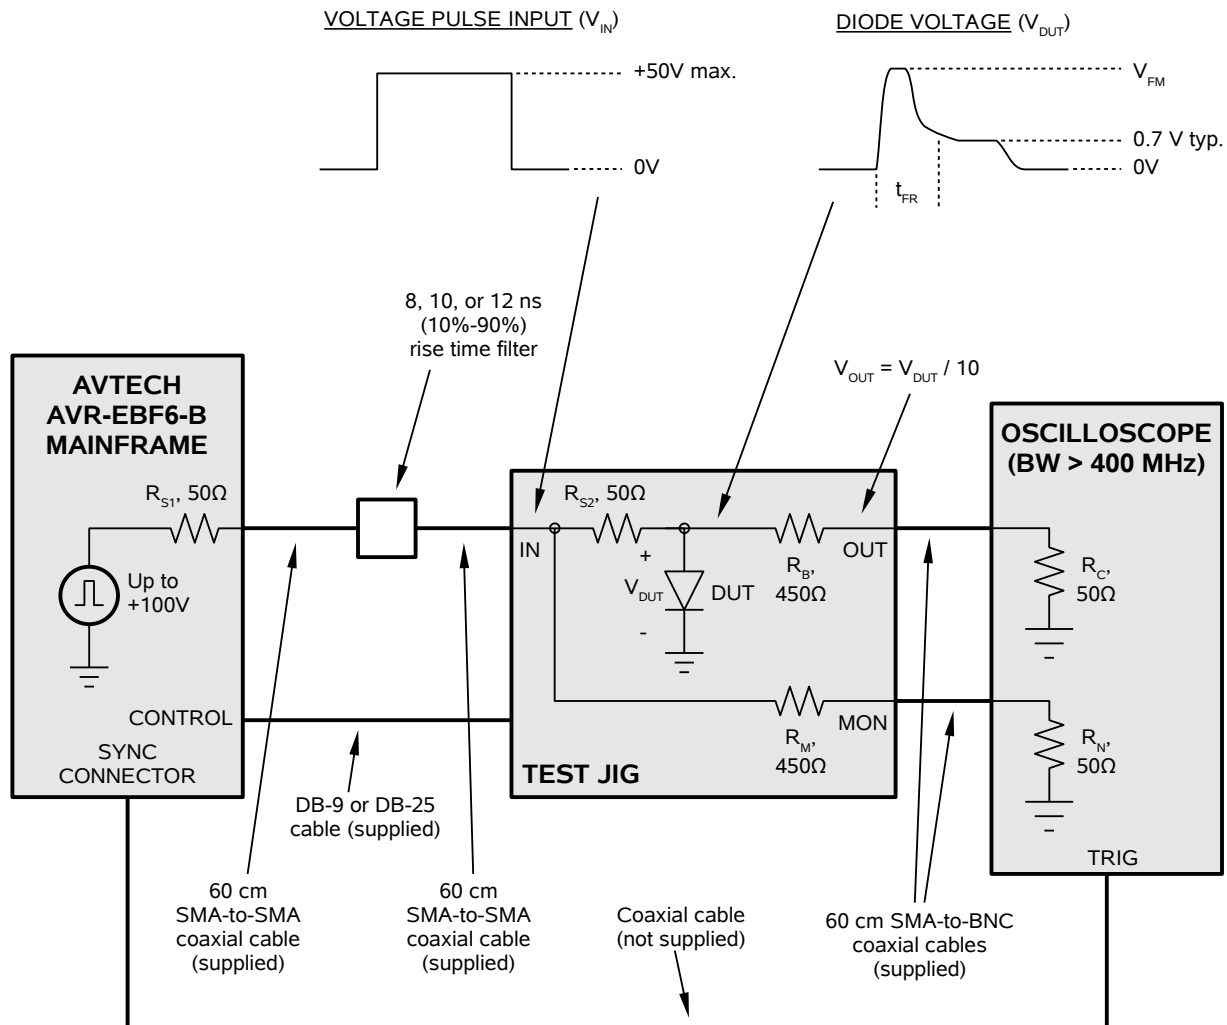 VOLTAGE PULSE INPUT (V_IN)
+50V max.
0V
DIODE VOLTAGE (V_DUT)
V_FM
0.7 V typ.
0V
t_FR
8, 10, or 12 ns
(10%-90%)
rise time filter
V_OUT = V_DUT / 10
AVTECH
AVR-EBF6-B
MAINFRAME
R_S1, 50Ω
Up to
+100V
CONTROL
SYNC
CONNECTOR
IN
R_S2, 50Ω
+
V_DUT
-
DUT
R_B,
450Ω
OUT
R_M,
450Ω
MON
TEST JIG
OSCILLOSCOPE
(BW > 400 MHz)
R_C,
50Ω
R_N,
50Ω
TRIG
DB-9 or DB-25
cable (supplied)
60 cm
SMA-to-SMA
coaxial cable
(supplied)
60 cm
SMA-to-SMA
coaxial cable
(supplied)
Coaxial cable
(not supplied)
60 cm SMA-to-BNC
coaxial cables
(supplied)